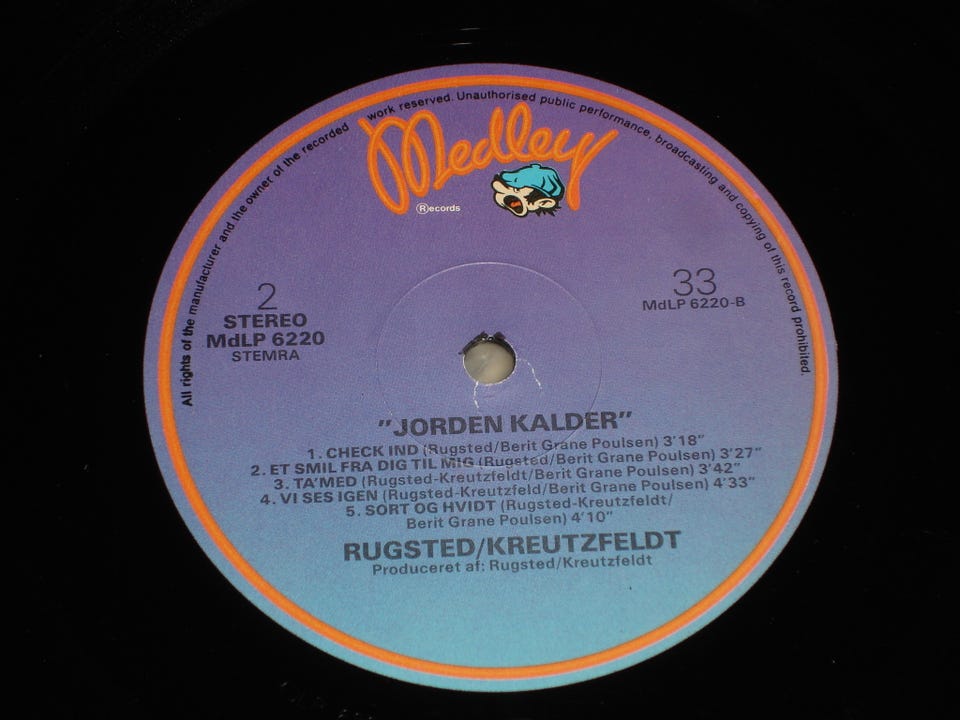 All rights of the manufacturer and the owner of the recorded work reserved. Unauthorised public performance, broadcasting and copying of this record prohibited.
Medley
Records
2
STEREO
MdLP 6220
STEMRA
33
MdLP 6220-B
"JORDEN KALDER"
1. CHECK IND (Rugsted/Berit Grane Poulsen) 3'18"
2. ET SMIL FRA DIG TIL MIG (Rugsted/Berit Grane Poulsen) 3'27"
3. TA'MED (Rugsted-Kreutzfeldt/Berit Grane Poulsen) 3'42"
4. VI SES IGEN (Rugsted-Kreutzfeld/Berit Grane Poulsen) 4'33"
5. SORT OG HVIDT (Rugsted-Kreutzfeldt/
Berit Grane Poulsen) 4'10"
RUGSTED/KREUTZFELDT
Produceret af: Rugsted/Kreutzfeldt